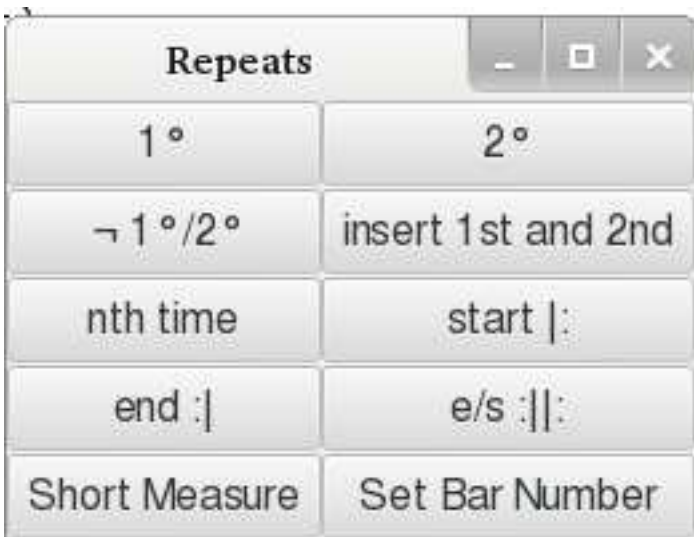 Repeats
1° 2°
¬ 1°/2° insert 1st and 2nd
nth time start |:
end :| e/s :||:
Short Measure Set Bar Number